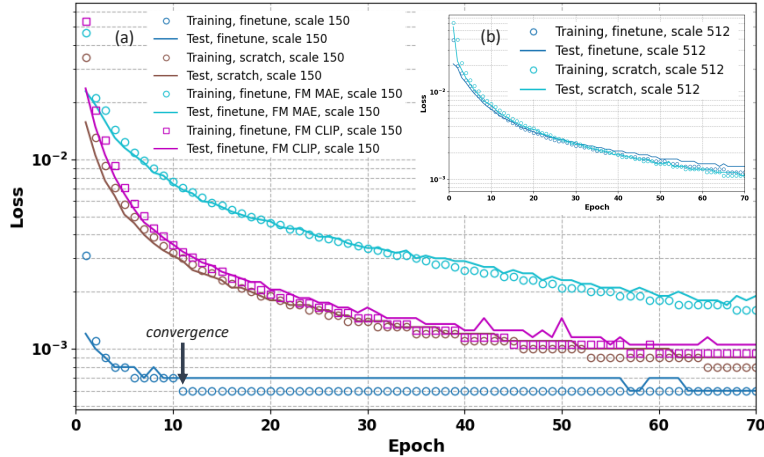 (a)
Training, finetune, scale 150
Test, finetune, scale 150
Training, scratch, scale 150
Test, scratch, scale 150
Training, finetune, FM MAE, scale 150
Test, finetune, FM MAE, scale 150
Training, finetune, FM CLIP, scale 150
Test, finetune, FM CLIP, scale 150
(b)
Training, finetune, scale 512
Test, finetune, scale 512
Training, scratch, scale 512
Test, scratch, scale 512
Loss
10⁻²
10⁻³
0 10 20 30 40 50 60 70
Epoch
convergence
Loss
10⁻²
10⁻³
0 10 20 30 40 50 60 70
Epoch